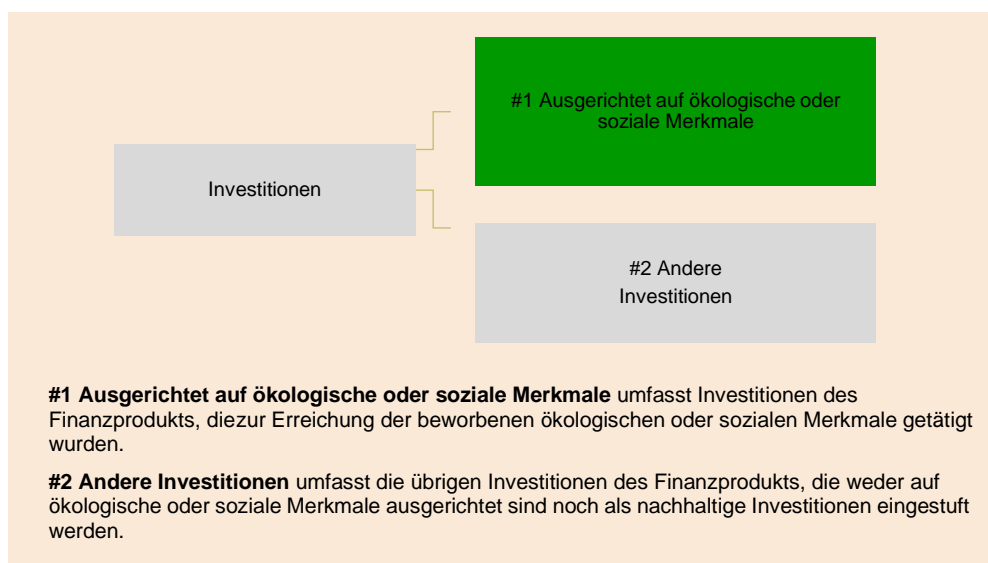 #1 Ausgerichtet auf ökologische oder
soziale Merkmale
Investitionen
#2 Andere
Investitionen
#1 Ausgerichtet auf ökologische oder soziale Merkmale umfasst Investitionen des
Finanzprodukts, diezur Erreichung der beworbenen ökologischen oder sozialen Merkmale getätigt
wurden.
#2 Andere Investitionen umfasst die übrigen Investitionen des Finanzprodukts, die weder auf
ökologische oder soziale Merkmale ausgerichtet sind noch als nachhaltige Investitionen eingestuft
werden.